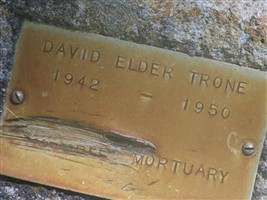 DAVID ELDER TRONE
1942 - 1950
MORTUARY